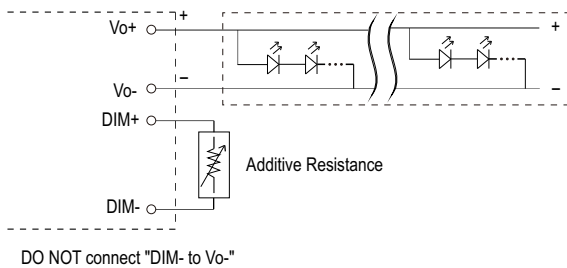 Vo+
+
+
Vo-
−
−
DIM+
Additive Resistance
DIM-
DO NOT connect "DIM- to Vo-"